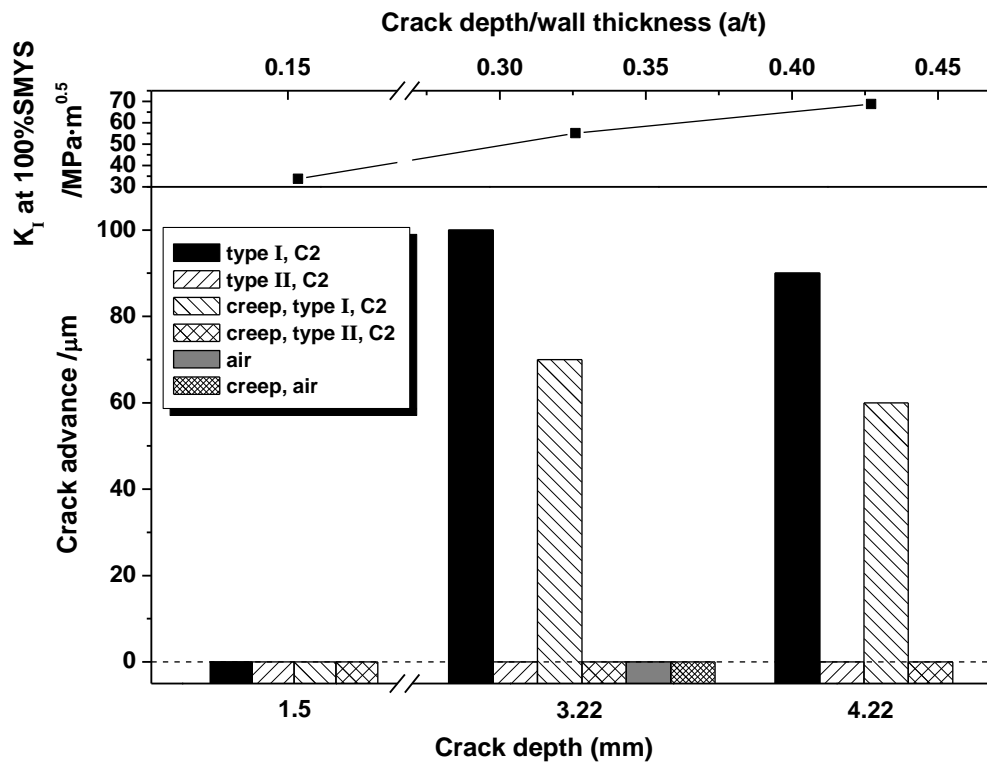 Crack depth/wall thickness (a/t)
0.15 0.30 0.35 0.40 0.45
K_I at 100%SMYS
/MPa·m^0.5
70
60
50
40
30
100
80
60
40
20
0
Crack advance /μm
type I, C2
type II, C2
creep, type I, C2
creep, type II, C2
air
creep, air
1.5 3.22 4.22
Crack depth (mm)